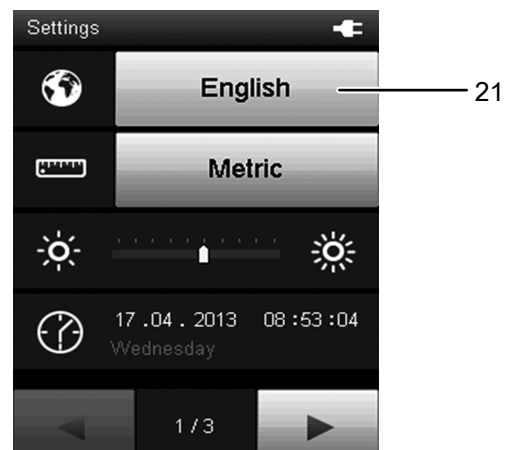 Settings
English
21
Metric
17 .04 . 2013 08 :53 :04
Wednesday
1 / 3